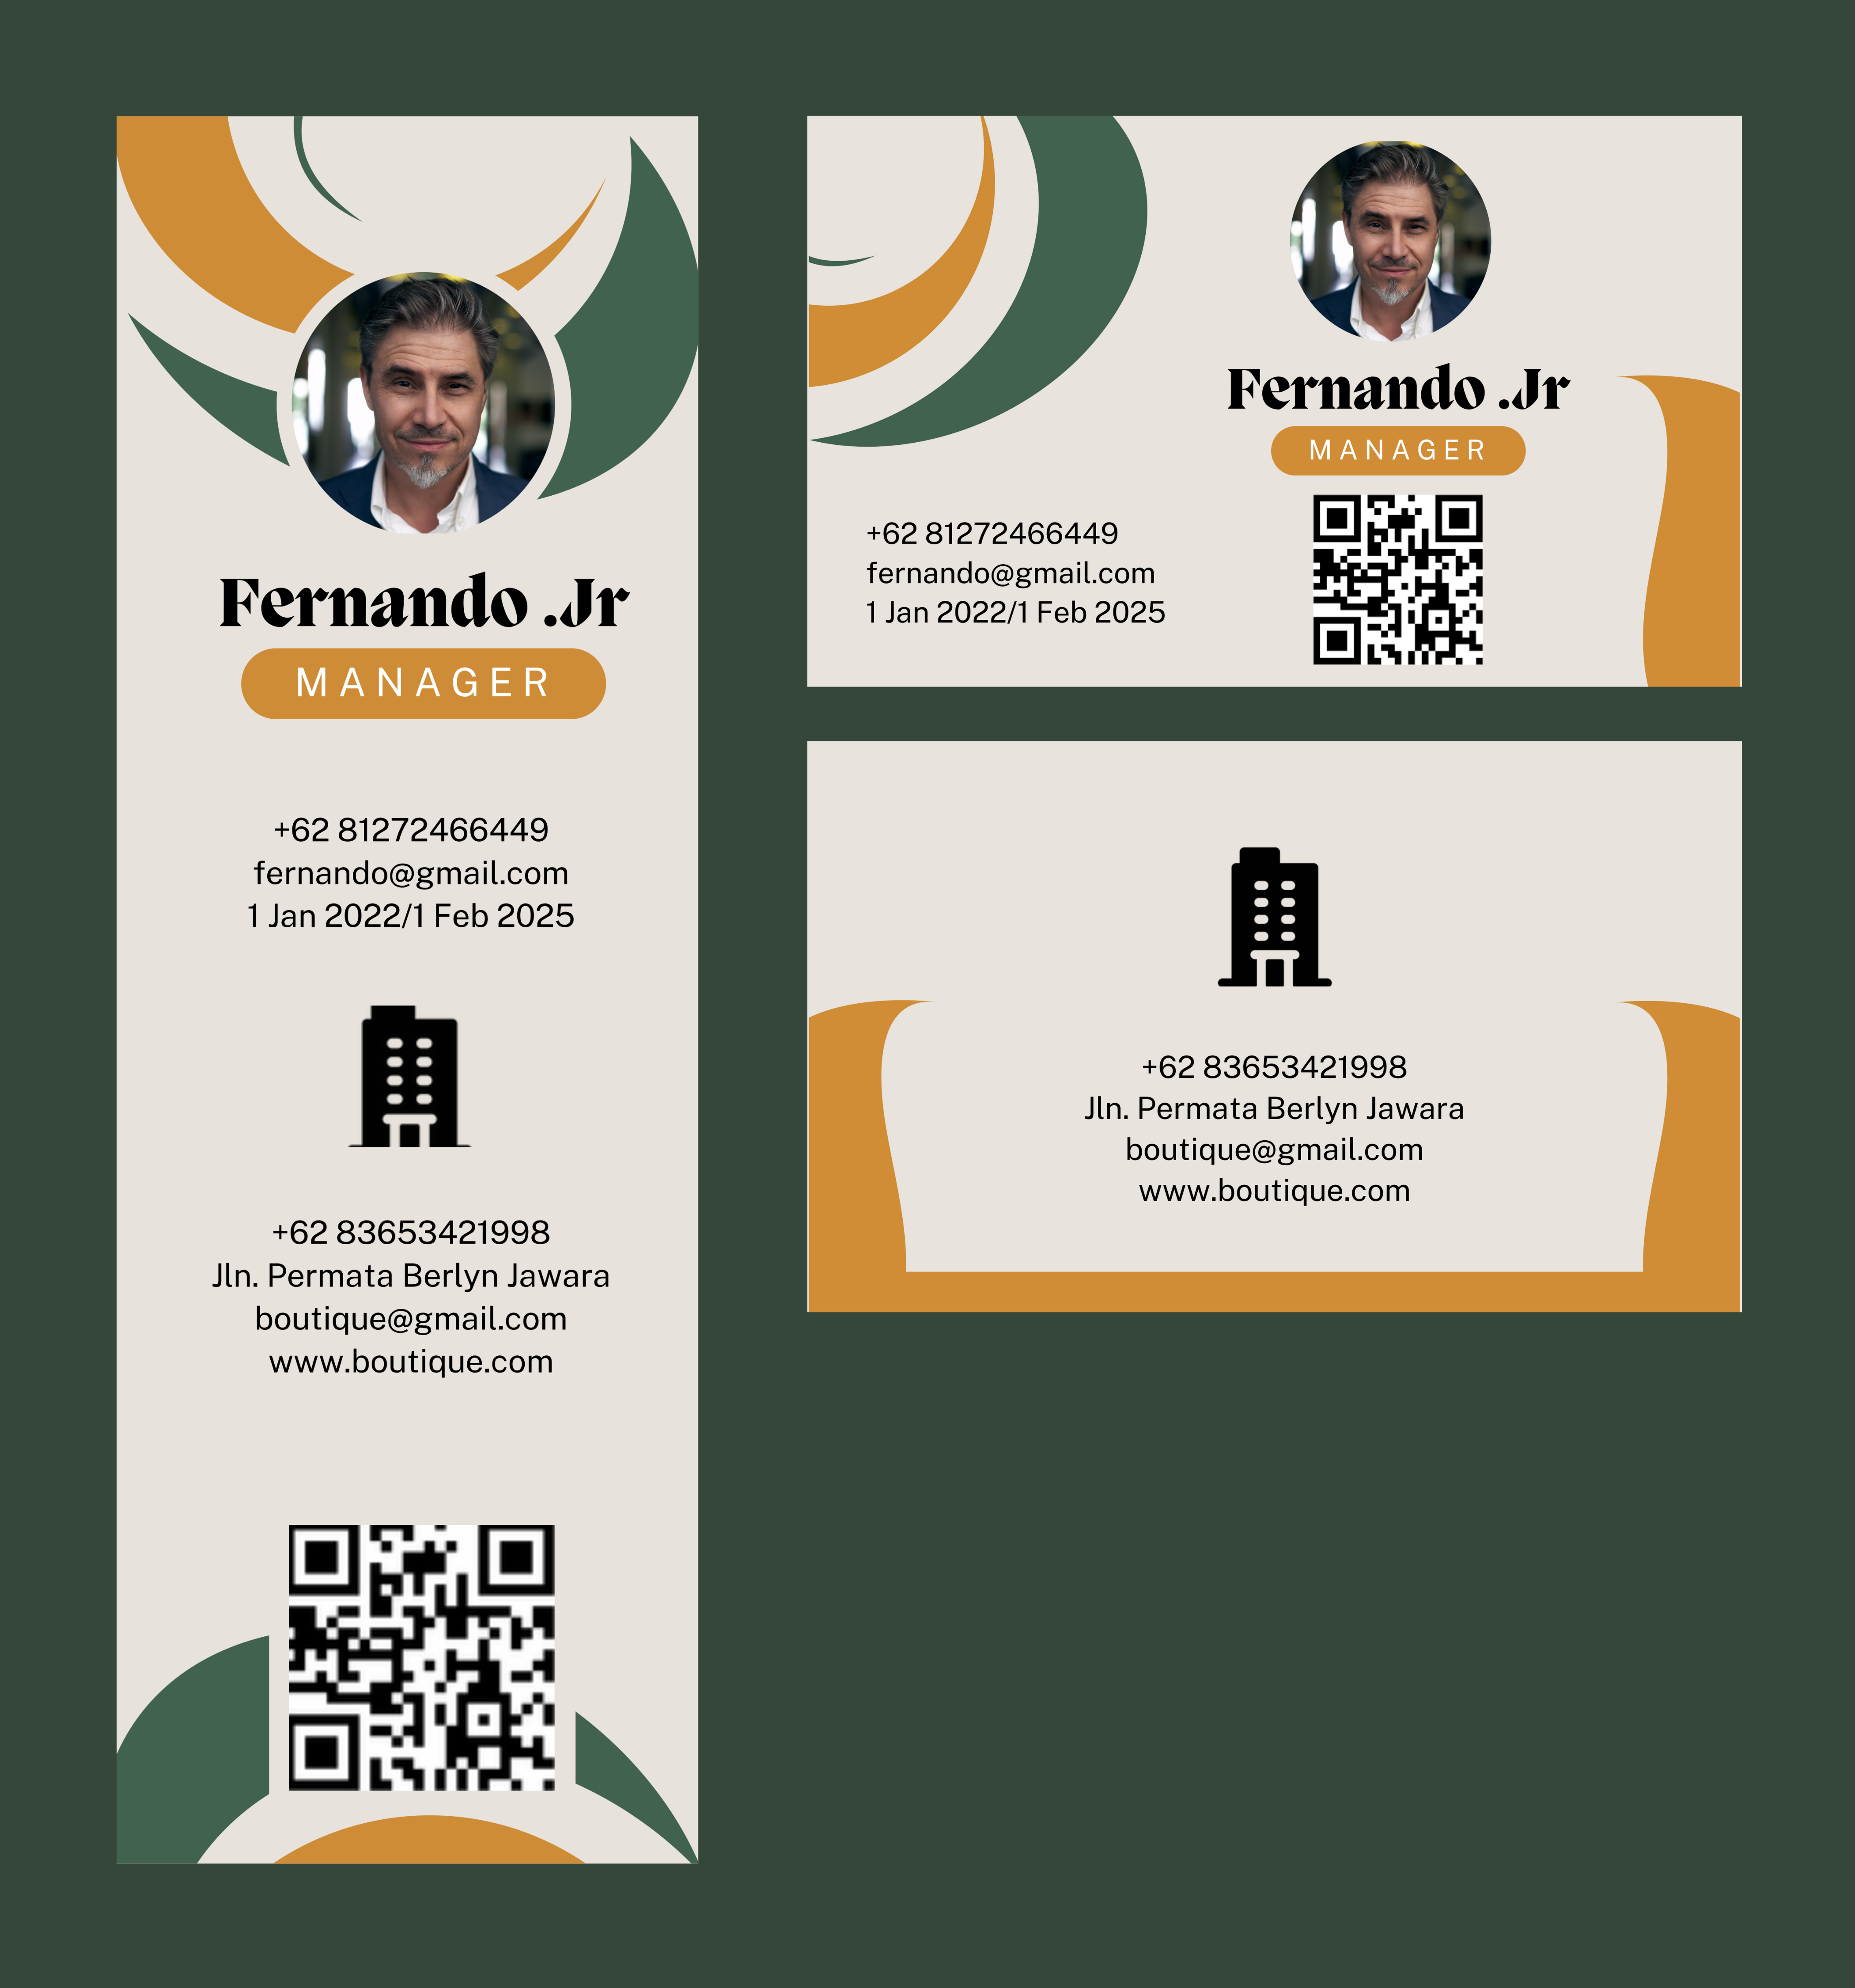 Fernando .Jr
MANAGER
+62 81272466449
fernando@gmail.com
1 Jan 2022/1 Feb 2025
+62 83653421998
Jln. Permata Berlyn Jawara
boutique@gmail.com
www.boutique.com
Fernando .Jr
MANAGER
+62 81272466449
fernando@gmail.com
1 Jan 2022/1 Feb 2025
+62 83653421998
Jln. Permata Berlyn Jawara
boutique@gmail.com
www.boutique.com